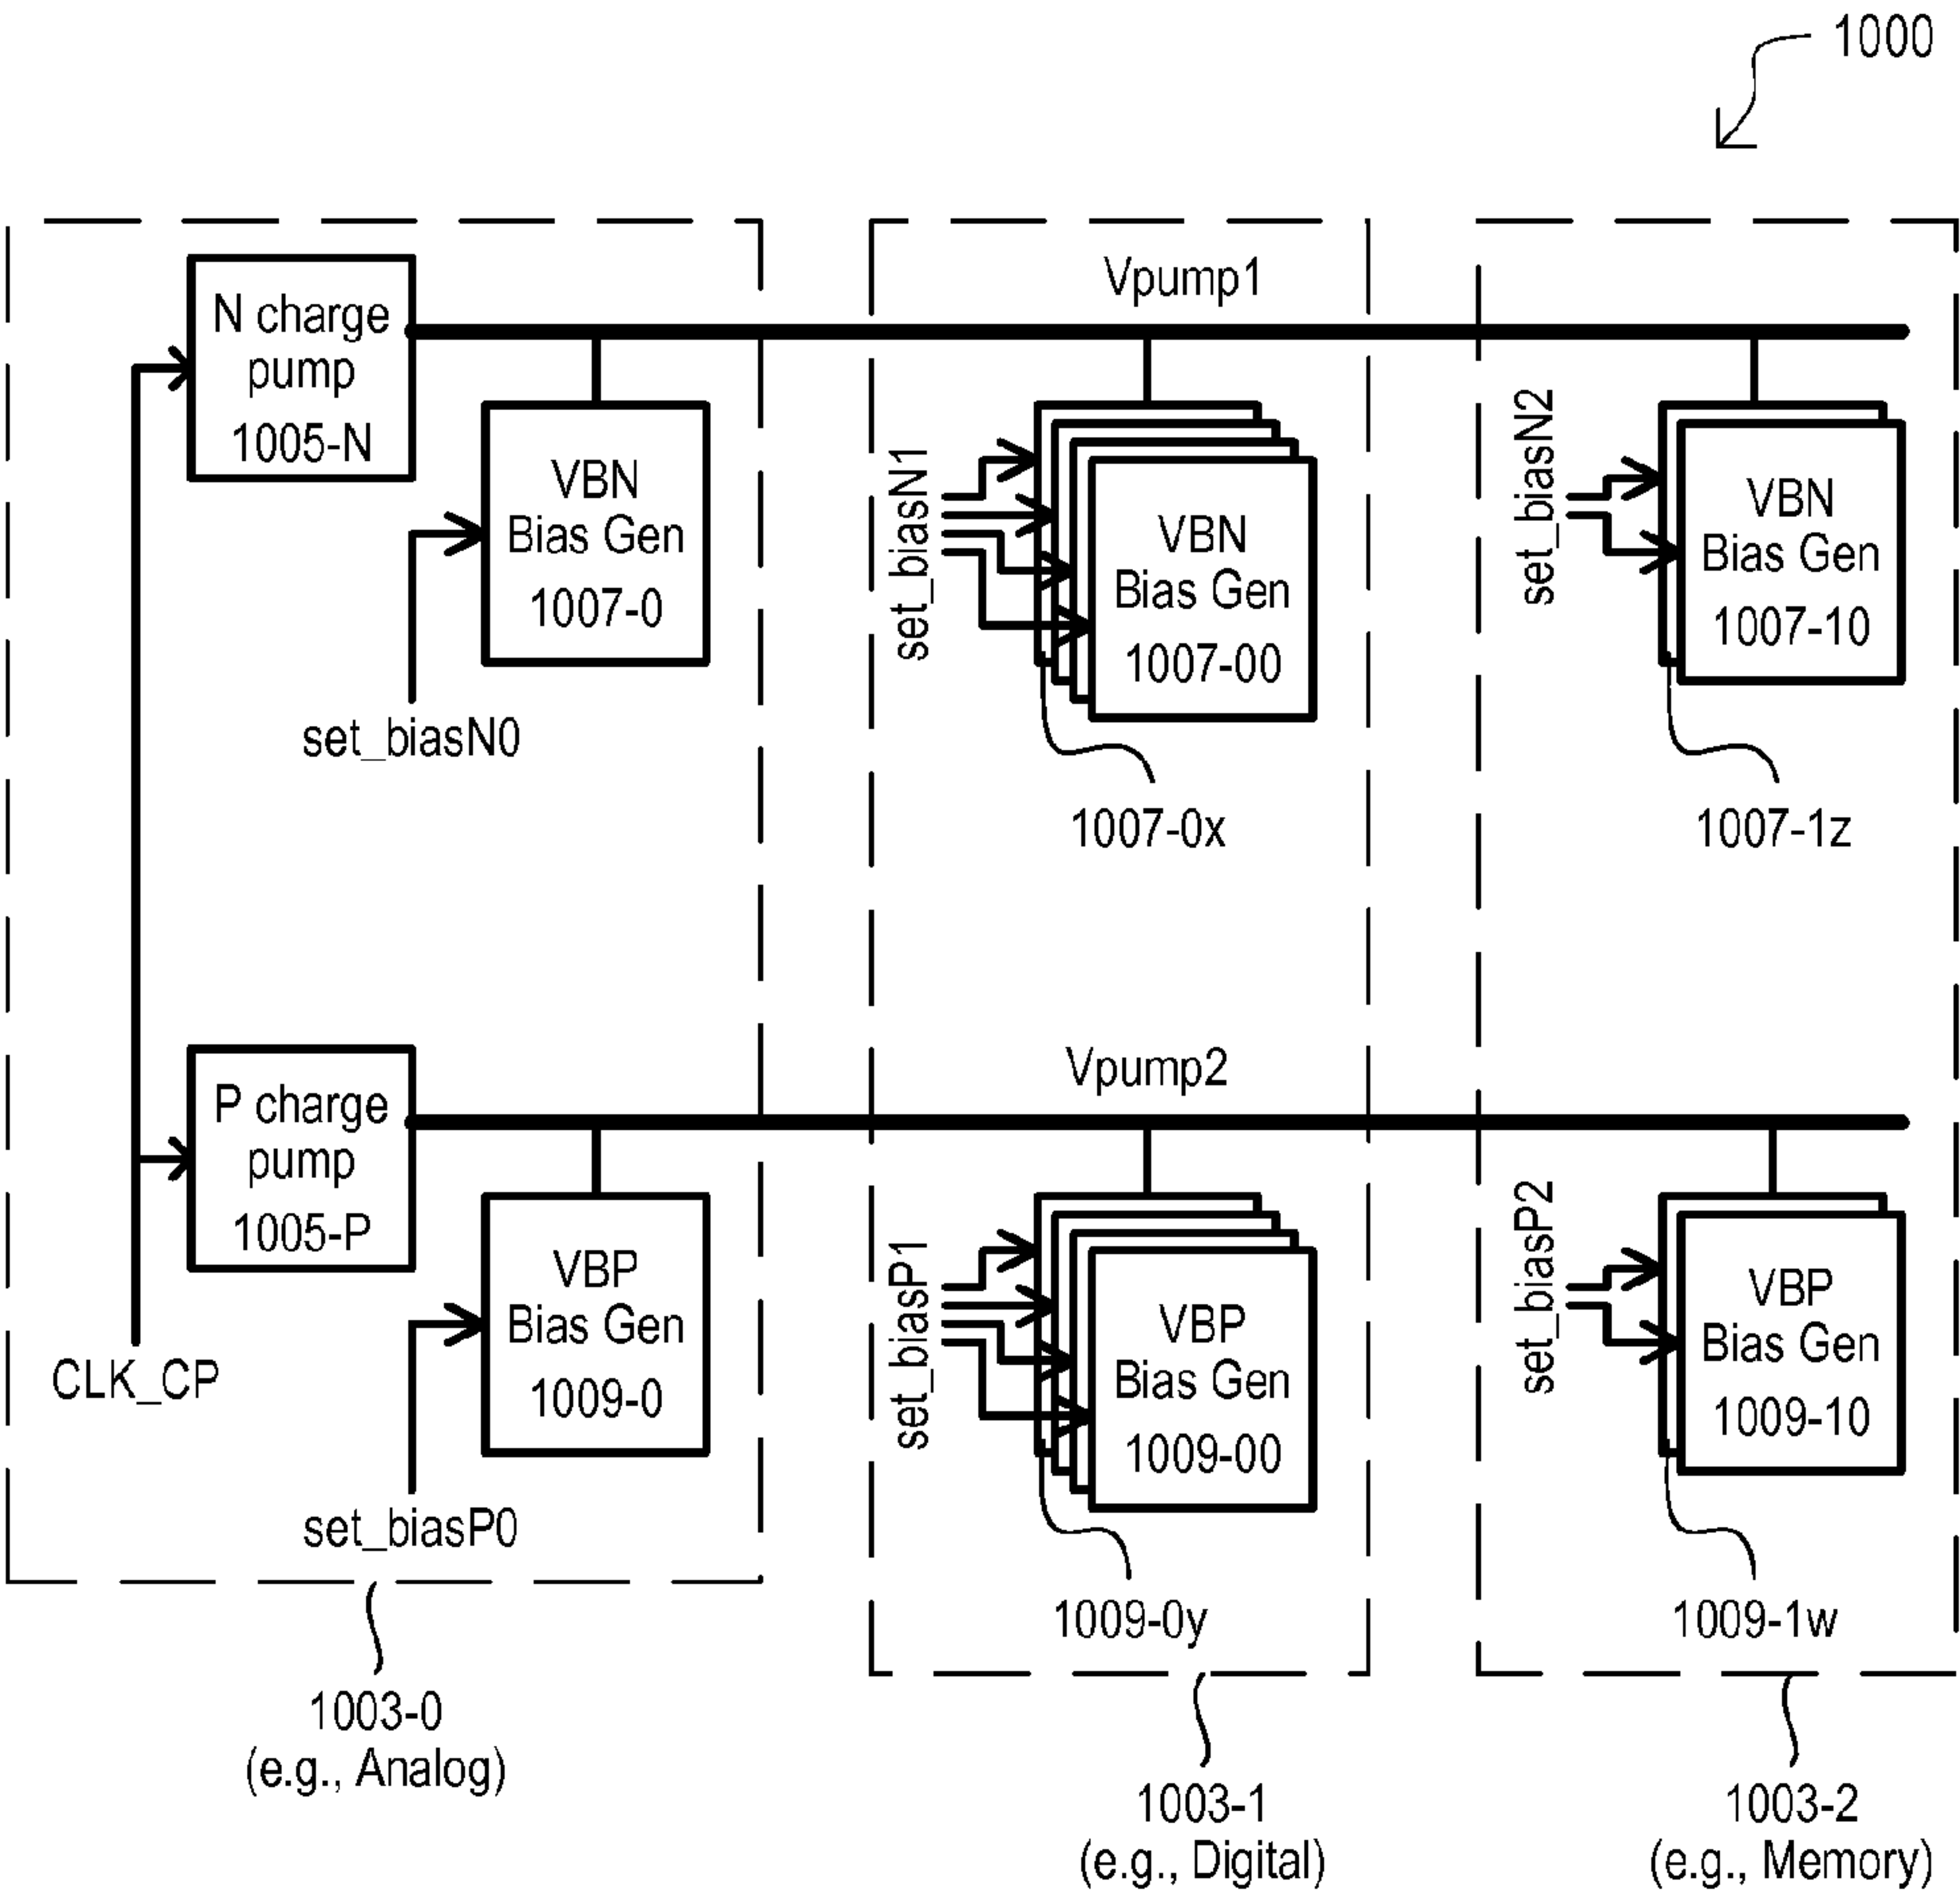 1000
Vpump1
N charge
pump
1005-N
VBN
Bias Gen
1007-0
set_biasN0
set_biasN1
VBN
Bias Gen
1007-00
1007-0x
set_biasN2
VBN
Bias Gen
1007-10
1007-1z
Vpump2
P charge
pump
1005-P
CLK_CP
VBP
Bias Gen
1009-0
set_biasP0
set_biasP1
VBP
Bias Gen
1009-00
1009-0y
set_biasP2
VBP
Bias Gen
1009-10
1009-1w
1003-0
(e.g., Analog)
1003-1
(e.g., Digital)
1003-2
(e.g., Memory)